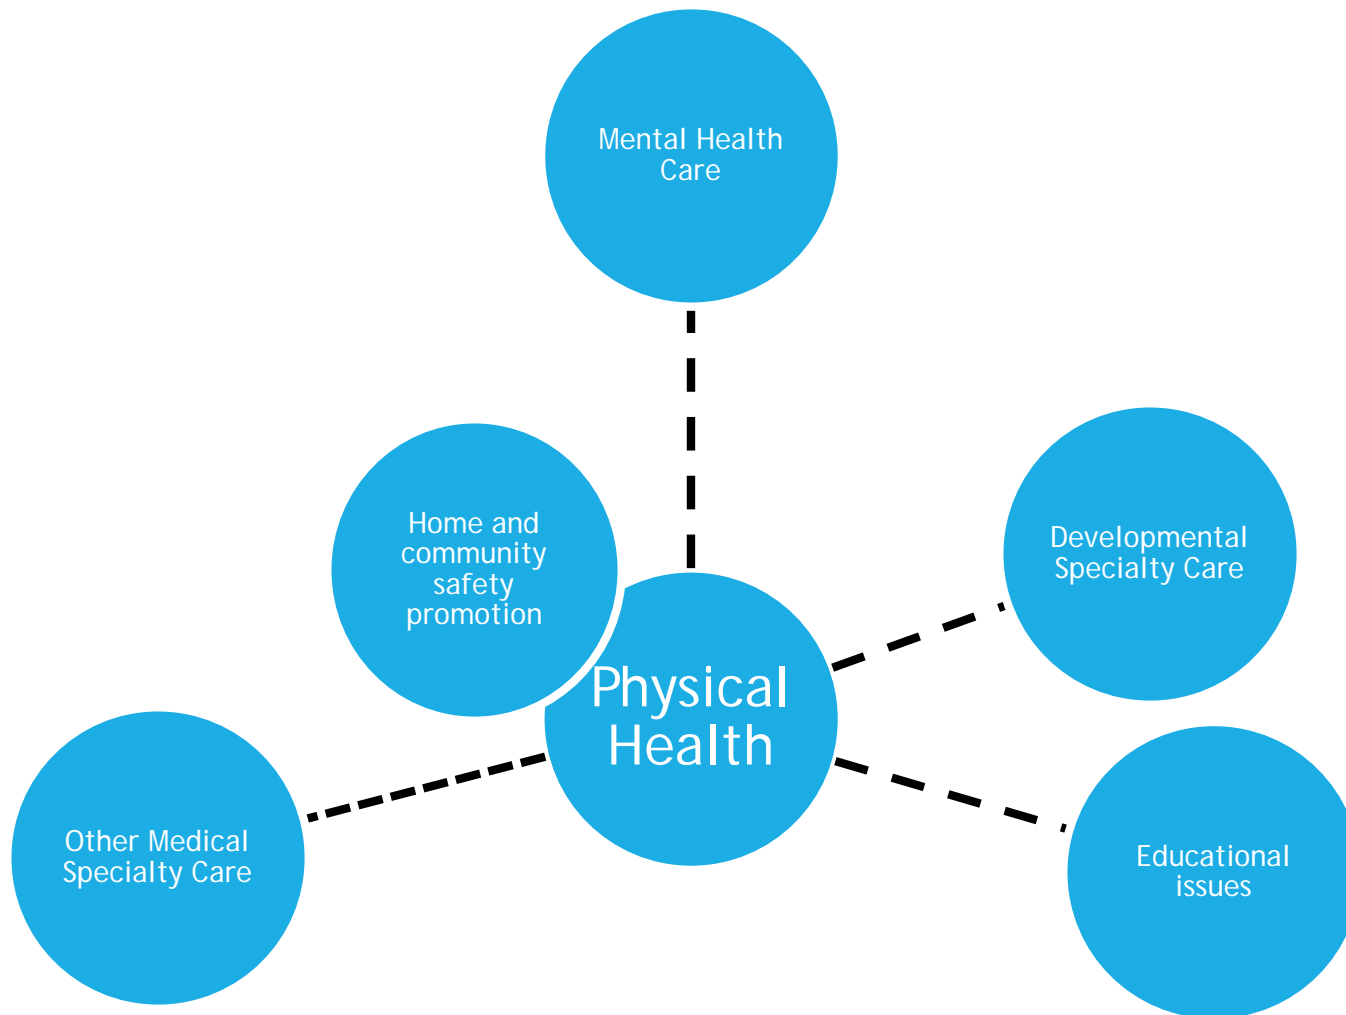 Mental Health
Care
Home and
community
safety
promotion
Developmental
Specialty Care
Physical
Health
Other Medical
Specialty Care
Educational
issues